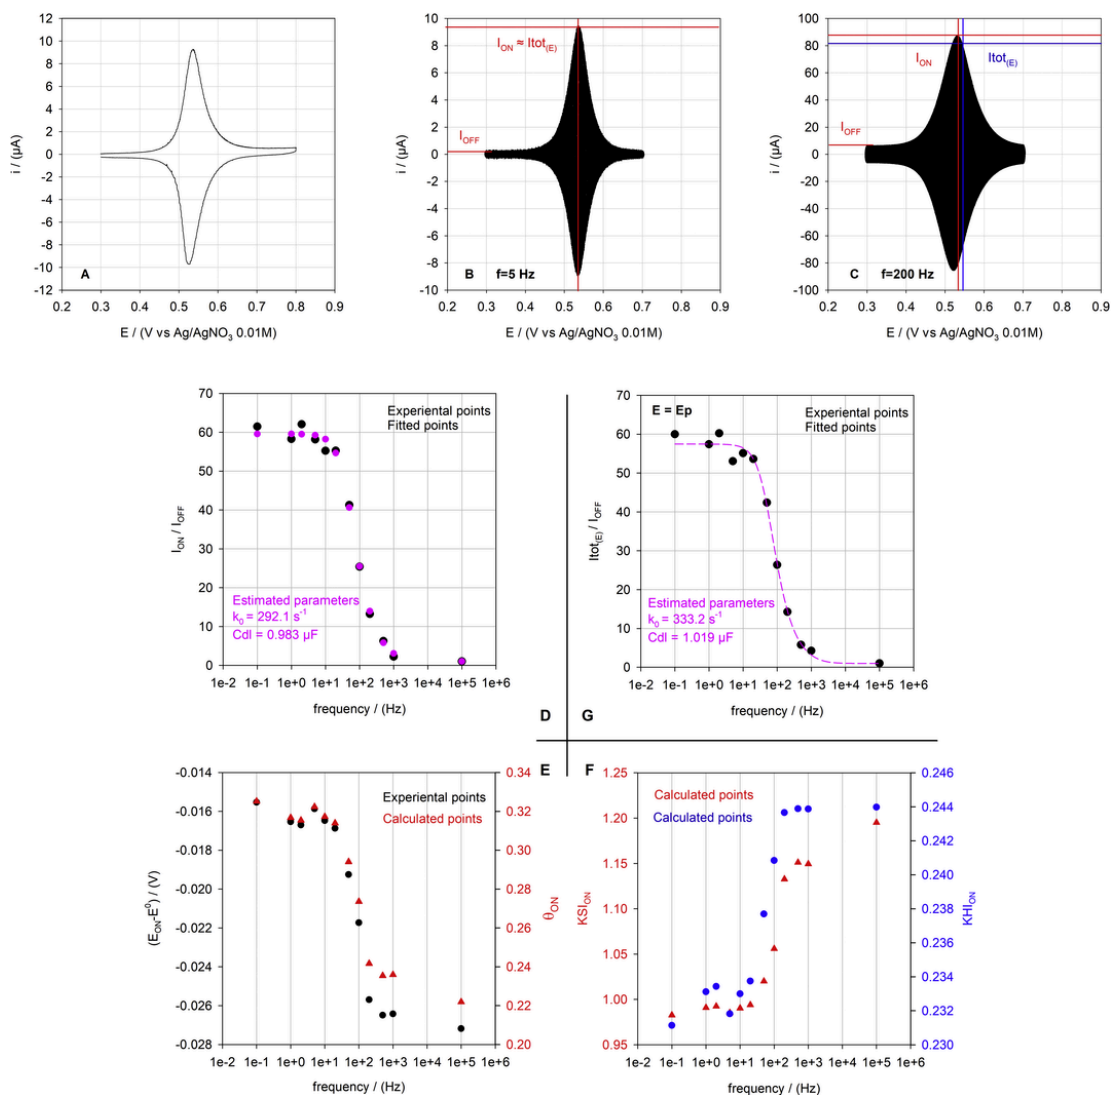 12
10
8
6
4
2
0
-2
-4
-6
-8
-10
-12
i / (µA)
A
0.2 0.3 0.4 0.5 0.6 0.7 0.8 0.9
E / (V vs Ag/AgNO3 0.01M)
10
8
6
4
2
0
-2
-4
-6
-8
-10
i / (µA)
ION ≈ Itot(E)
IOFF
B f=5 Hz
0.2 0.3 0.4 0.5 0.6 0.7 0.8 0.9
E / (V vs Ag/AgNO3 0.01M)
100
80
60
40
20
0
-20
-40
-60
-80
-100
i / (µA)
ION Itot(E)
IOFF
C f=200 Hz
0.2 0.3 0.4 0.5 0.6 0.7 0.8 0.9
E / (V vs Ag/AgNO3 0.01M)
70
60
50
40
30
20
10
0
ION / IOFF
Experiental points
Fitted points
Estimated parameters
k0 = 292.1 s-1
Cdl = 0.983 µF
1e-2 1e-1 1e+0 1e+1 1e+2 1e+3 1e+4 1e+5 1e+6
frequency / (Hz)
D
70
60
50
40
30
20
10
0
Itot(E) / IOFF
E = Ep
Experiental points
Fitted points
Estimated parameters
k0 = 333.2 s-1
Cdl = 1.019 µF
1e-2 1e-1 1e+0 1e+1 1e+2 1e+3 1e+4 1e+5 1e+6
frequency / (Hz)
G
E
-0.014
-0.016
-0.018
-0.020
-0.022
-0.024
-0.026
-0.028
(EON-E0) / (V)
Experimental points
Calculated points
0.34
0.32
0.30
0.28
0.26
0.24
0.22
0.20
θON
1e-2 1e-1 1e+0 1e+1 1e+2 1e+3 1e+4 1e+5 1e+6
frequency / (Hz)
F
1.25
1.20
1.15
1.10
1.05
1.00
0.95
KSION
Calculated points
Calculated points
0.246
0.244
0.242
0.240
0.238
0.236
0.234
0.232
0.230
KHION
1e-2 1e-1 1e+0 1e+1 1e+2 1e+3 1e+4 1e+5 1e+6
frequency / (Hz)